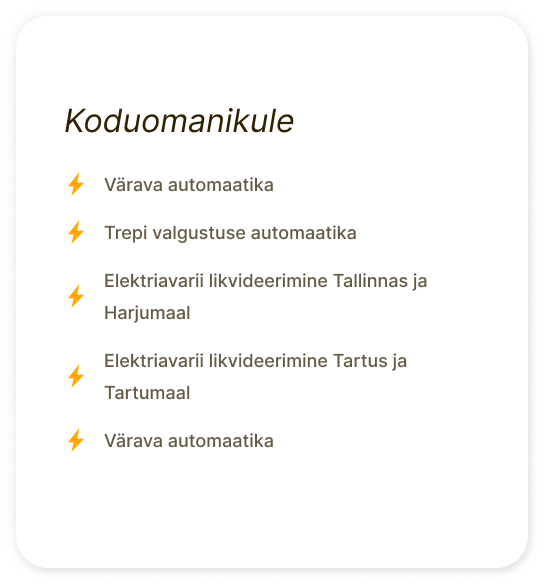 Koduomanikule
Värava automaatika
Trepi valgustuse automaatika
Elektriavarii likvideerimine Tallinnas ja
Harjumaal
Elektriavarii likvideerimine Tartus ja
Tartumaal
Värava automaatika